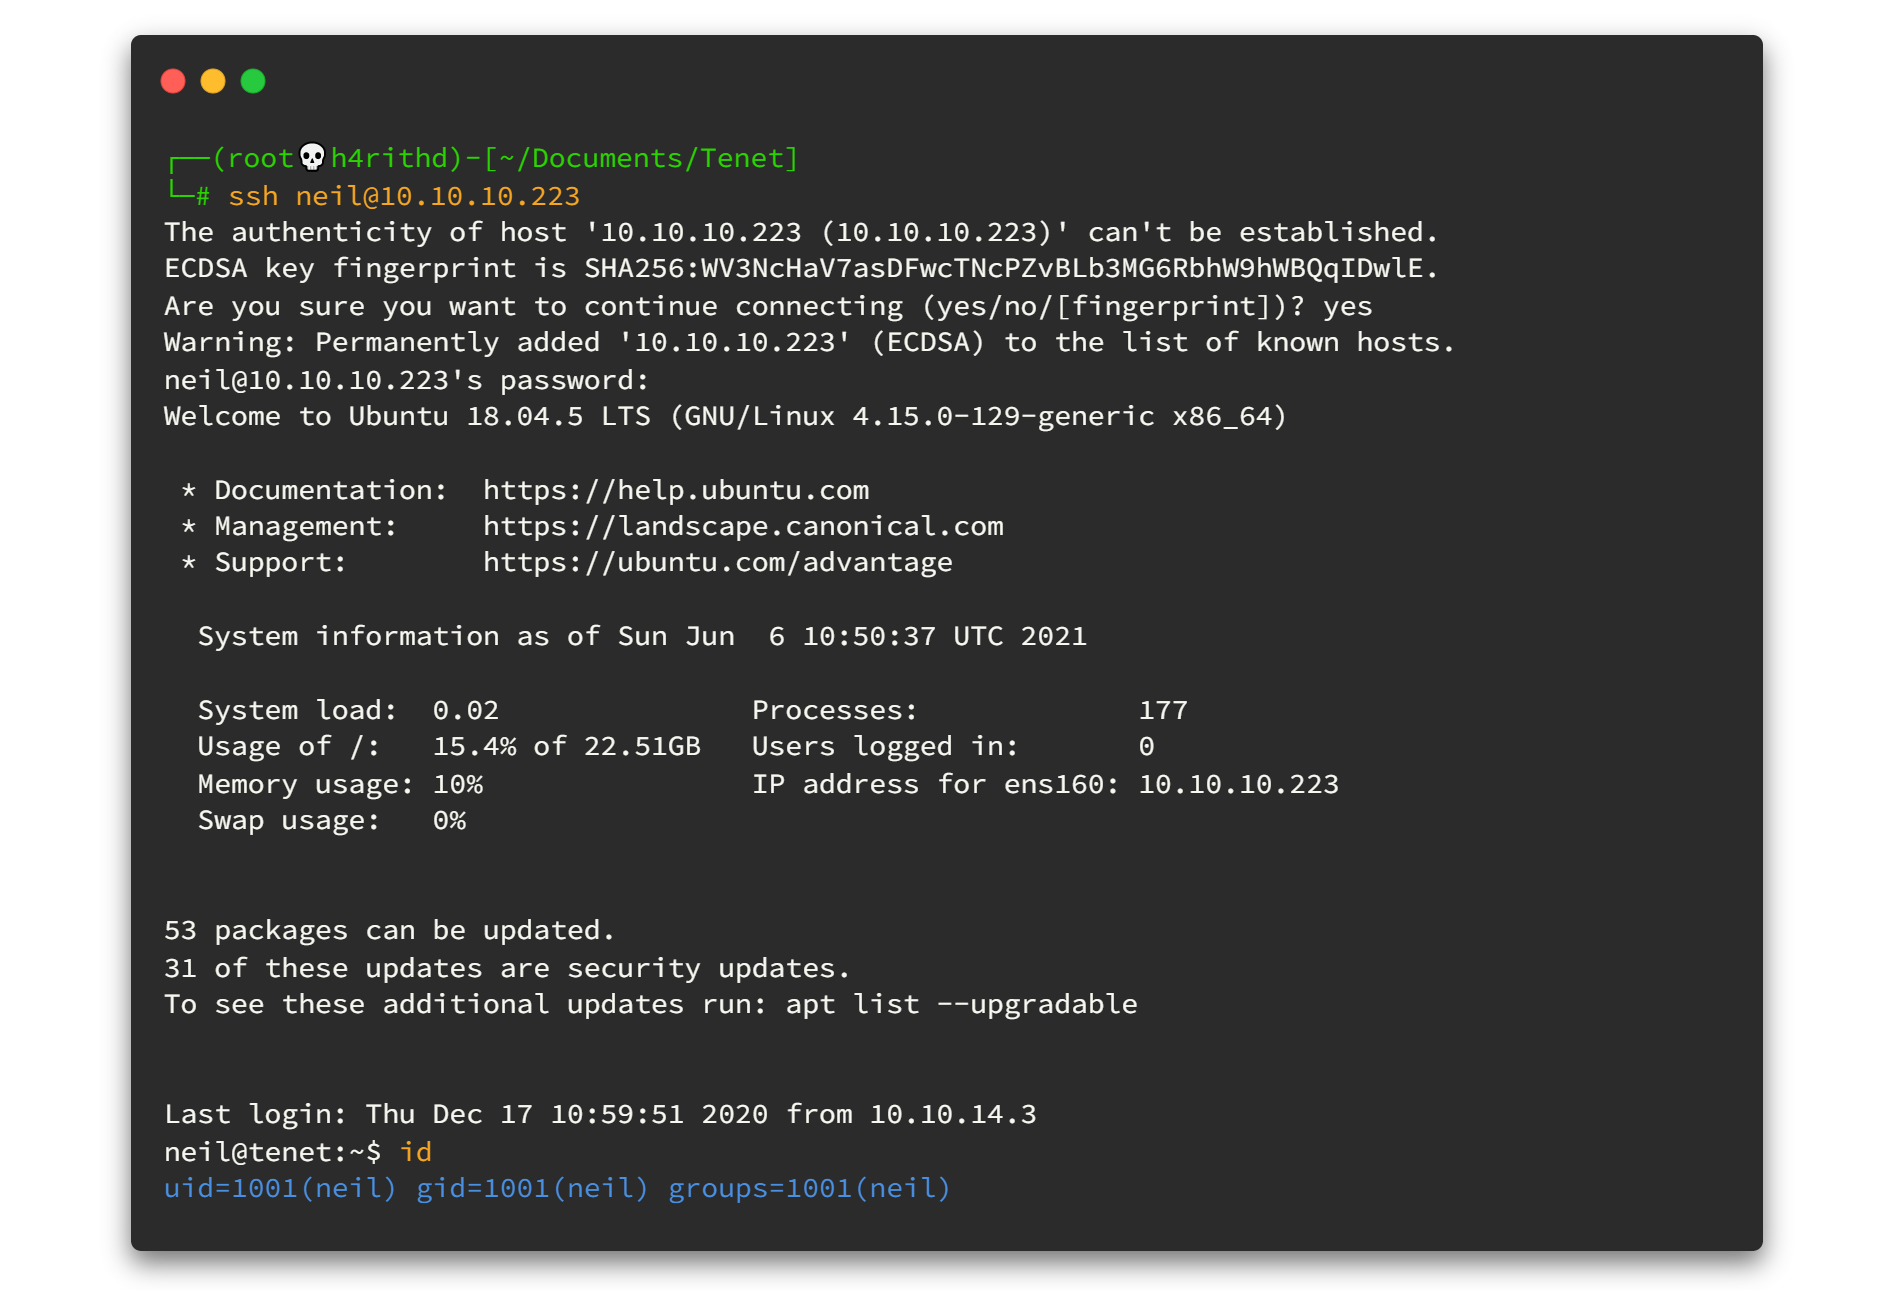 ┌──(root💀h4rithd)-[~/Documents/Tenet]
└─# ssh neil@10.10.10.223
The authenticity of host '10.10.10.223 (10.10.10.223)' can't be established.
ECDSA key fingerprint is SHA256:WV3NcHaV7asDFwcTNcPZvBLb3MG6RbhW9hWBQqIDwlE.
Are you sure you want to continue connecting (yes/no/[fingerprint])? yes
Warning: Permanently added '10.10.10.223' (ECDSA) to the list of known hosts.
neil@10.10.10.223's password:
Welcome to Ubuntu 18.04.5 LTS (GNU/Linux 4.15.0-129-generic x86_64)

 * Documentation:  https://help.ubuntu.com
 * Management:     https://landscape.canonical.com
 * Support:        https://ubuntu.com/advantage

  System information as of Sun Jun  6 10:50:37 UTC 2021

  System load:  0.02               Processes:             177
  Usage of /:   15.4% of 22.51GB   Users logged in:       0
  Memory usage: 10%                IP address for ens160: 10.10.10.223
  Swap usage:   0%


53 packages can be updated.
31 of these updates are security updates.
To see these additional updates run: apt list --upgradable


Last login: Thu Dec 17 10:59:51 2020 from 10.10.14.3
neil@tenet:~$ id
uid=1001(neil) gid=1001(neil) groups=1001(neil)